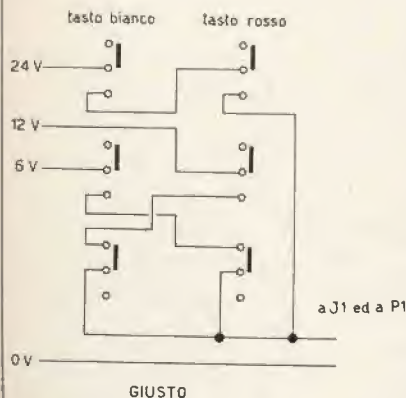 tasto bianco tasto rosso
24 V
12 V
6 V
a J1 ed a P1
0 V
GIUSTO